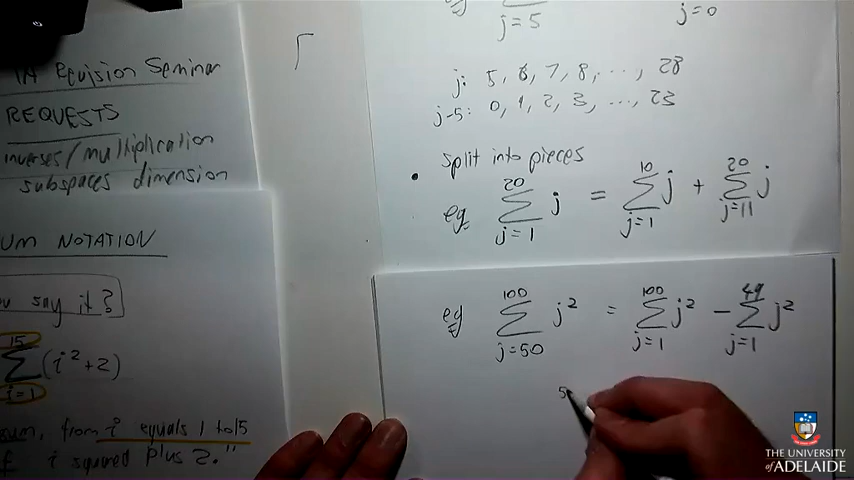 Revision Seminar
REQUESTS
inverses/multiplication
subspaces dimension
UM NOTATION
say it?
15
∑ (i²+2)
i=1
sum, from i equals 1 to 15
i squared plus 2."
eg ∑
j=5
j=0
j: 5, 6, 7, 8, ..., 28
j-5: 0, 1, 2, 3, ..., 23
• split into pieces
20 10 20
eg ∑ j = ∑ j + ∑ j
j=1 j=1 j=11
100 100 49
eg ∑ j² = ∑ j² - ∑ j²
j=50 j=1 j=1
5
THE UNIVERSITY
of ADELAIDE